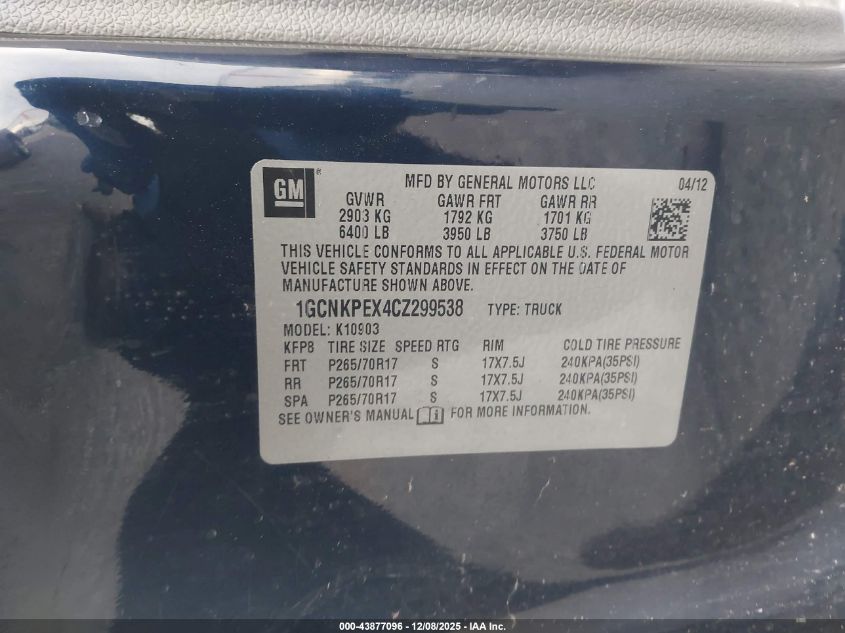 GM
MFD BY GENERAL MOTORS LLC 04/12
GVWR GAWR FRT GAWR RR
2903 KG 1792 KG 1701 KG
6400 LB 3950 LB 3750 LB
THIS VEHICLE CONFORMS TO ALL APPLICABLE U.S. FEDERAL MOTOR
VEHICLE SAFETY STANDARDS IN EFFECT ON THE DATE OF
MANUFACTURE SHOWN ABOVE.
1GCNKPEX4CZ299538 TYPE: TRUCK
MODEL: K10903
KFPB TIRE SIZE SPEED RTG RIM COLD TIRE PRESSURE
FRT P265/70R17 S 17X7.5J 240KPA(35PSI)
RR P265/70R17 S 17X7.5J 240KPA(35PSI)
SPA P265/70R17 S 17X7.5J 240KPA(35PSI)
SEE OWNER'S MANUAL FOR MORE INFORMATION.
000-43877096 - 12/08/2025 - IAA Inc.